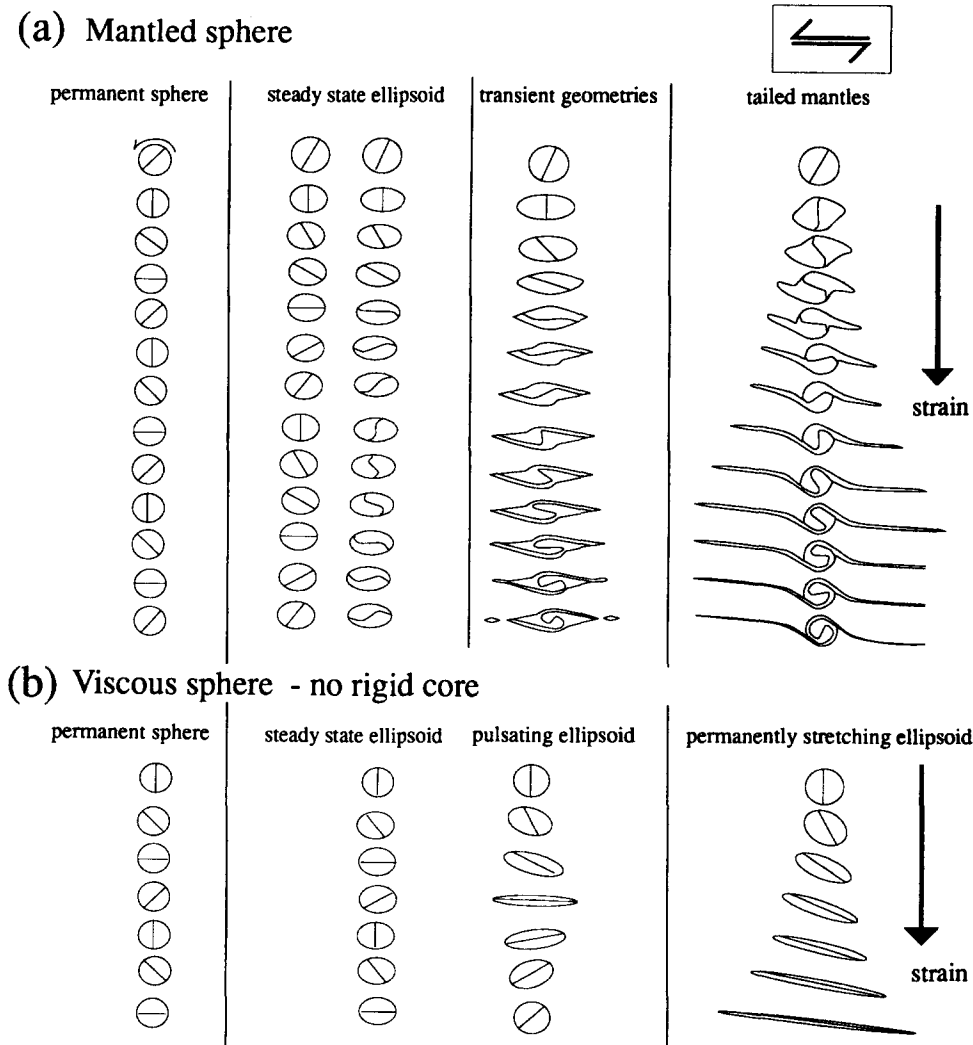 (a) Mantled sphere
permanent sphere
steady state ellipsoid
transient geometries
tailed mantles
strain
(b) Viscous sphere - no rigid core
permanent sphere
steady state ellipsoid
pulsating ellipsoid
permanently stretching ellipsoid
strain